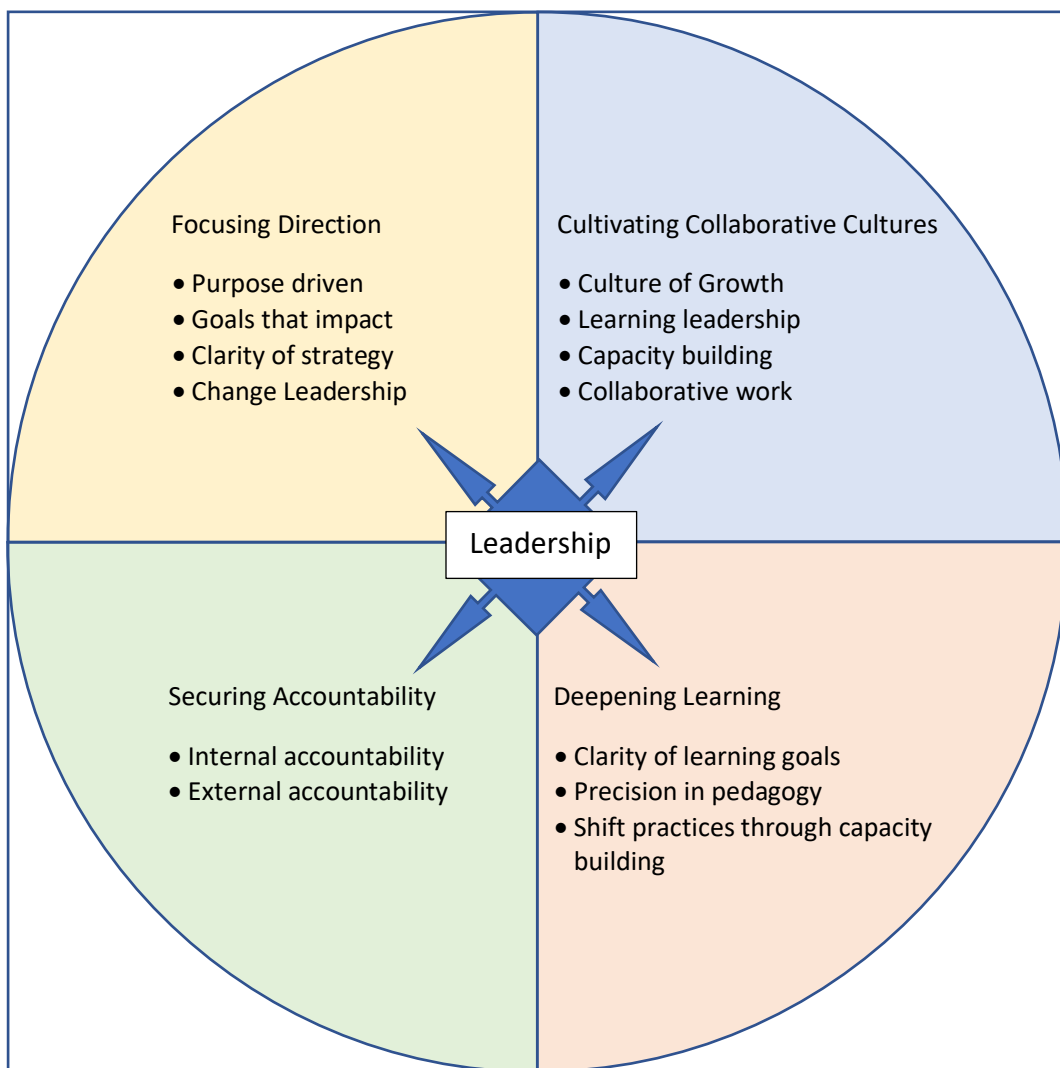 Focusing Direction
• Purpose driven
• Goals that impact
• Clarity of strategy
• Change Leadership
Cultivating Collaborative Cultures
• Culture of Growth
• Learning leadership
• Capacity building
• Collaborative work
Leadership
Securing Accountability
• Internal accountability
• External accountability
Deepening Learning
• Clarity of learning goals
• Precision in pedagogy
• Shift practices through capacity
building